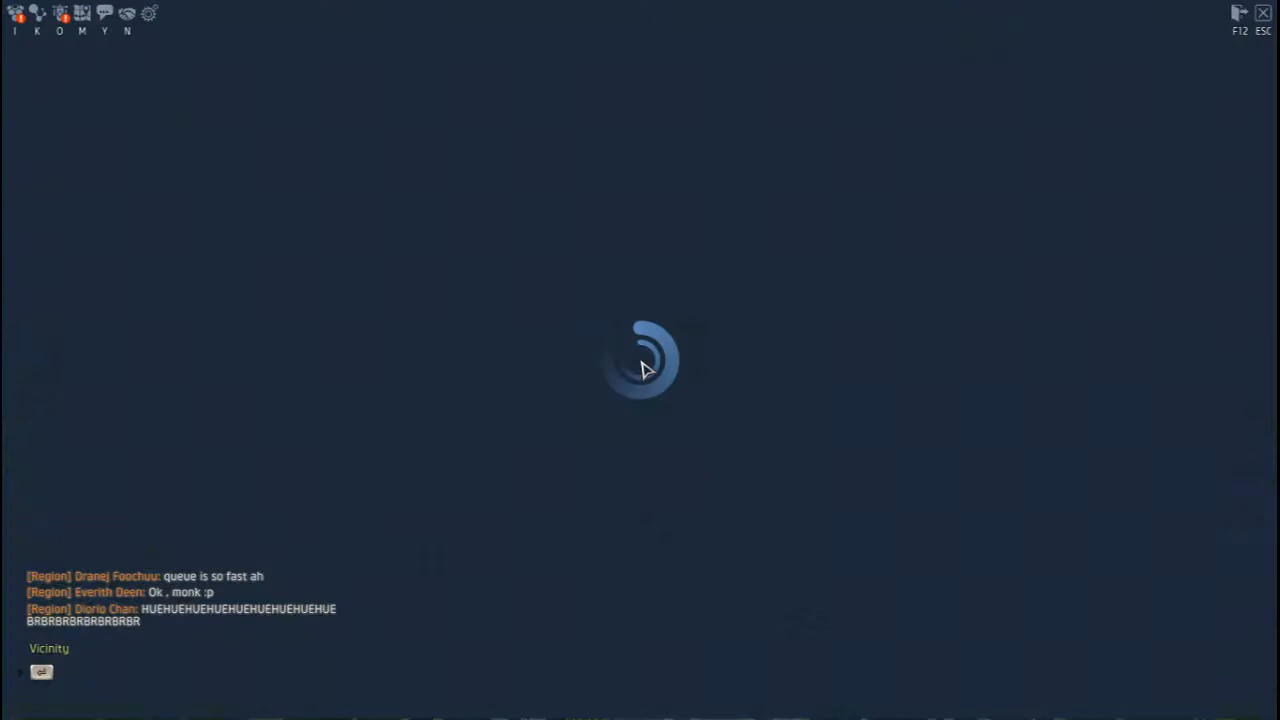 I K O M Y N F12 ESC
[Region] Dranej Foochuu: queue is so fast ah
[Region] Everith Deen: Ok , monk :p
[Region] Diorio Chan: HUEHUEHUEHUEHUEHUEHUEHUEHUE
BRBRBRBRBRBRBRBR
Vicinity